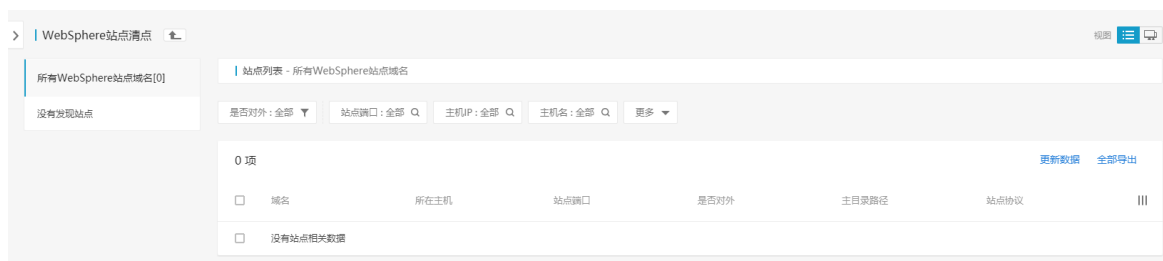 WebSphere站点清点
视图
所有WebSphere站点域名[0]
没有发现站点
站点列表 - 所有WebSphere站点域名
是否对外 : 全部 站点端口 : 全部 主机IP : 全部 主机名 : 全部 更多
0 项 更新数据 全部导出
域名 所在主机 站点端口 是否对外 主目录路径 站点协议
没有站点相关数据